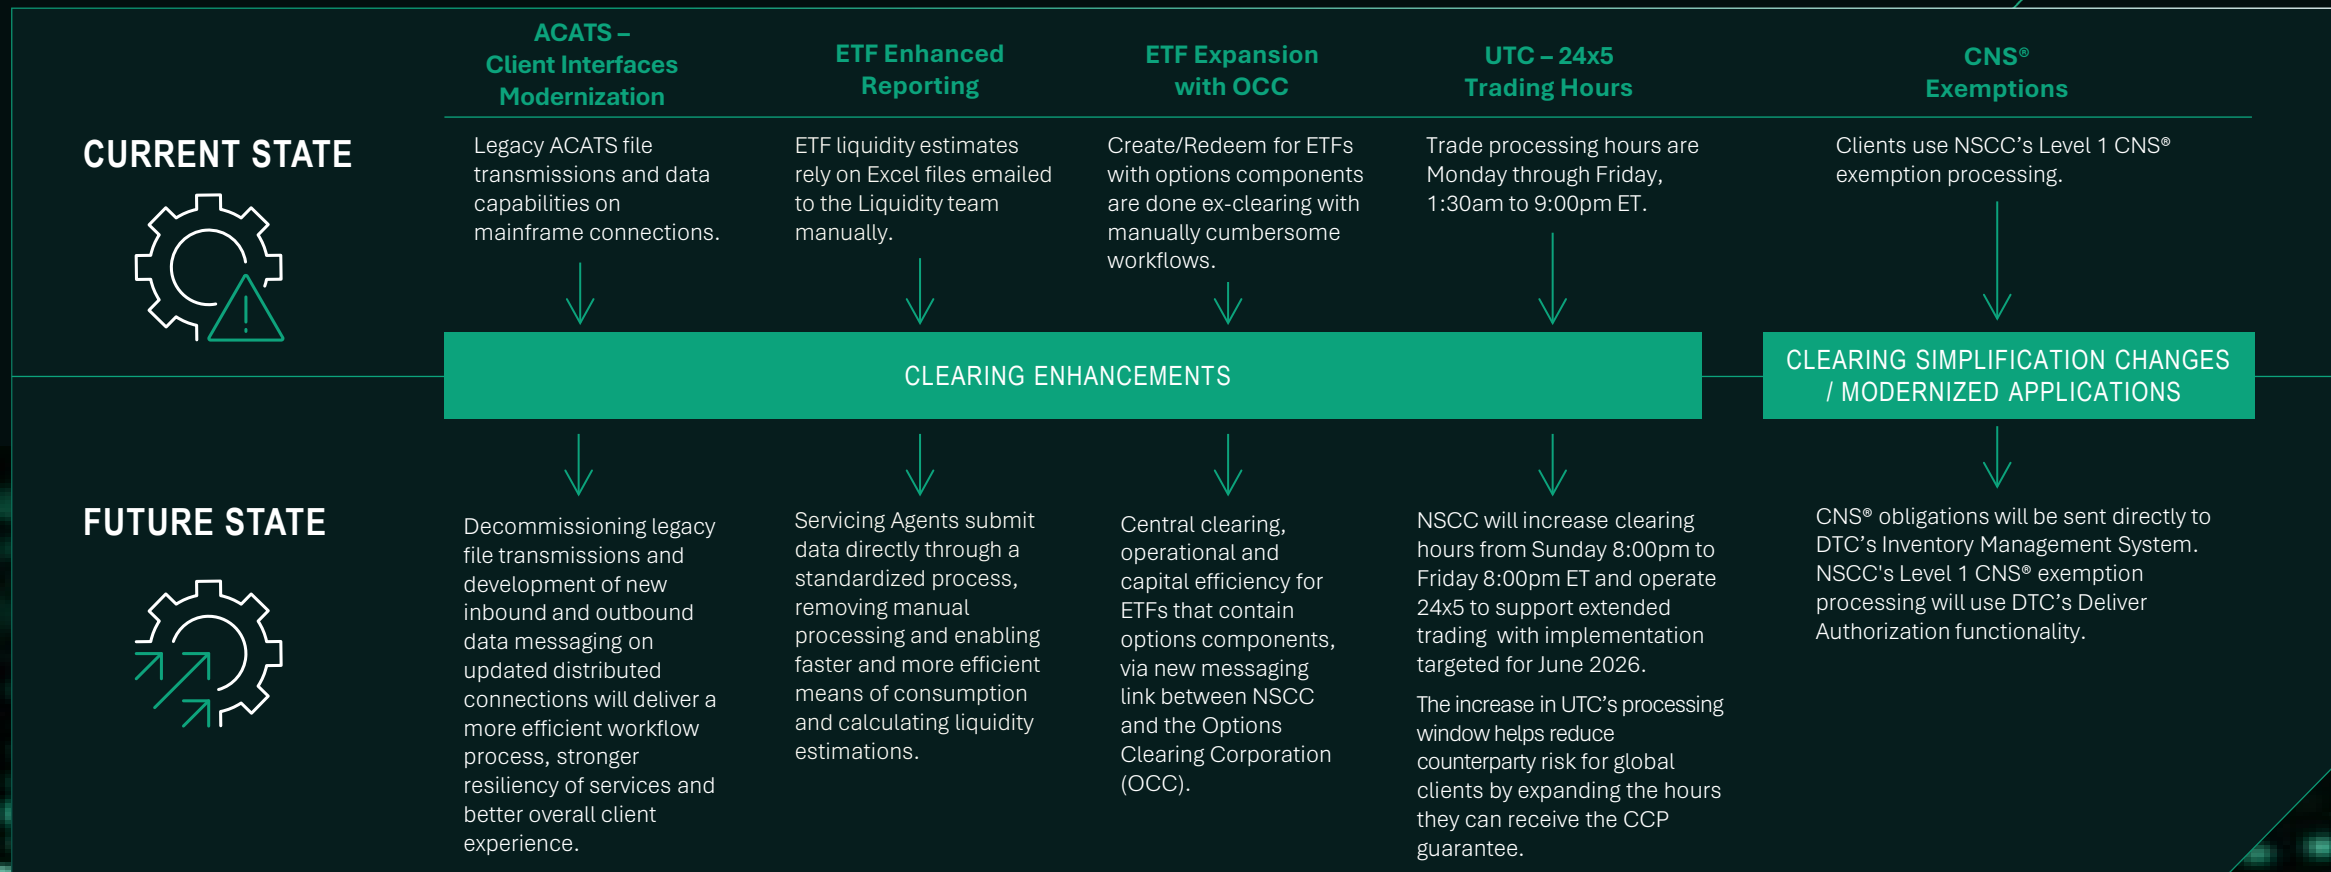 ACATS –
Client Interfaces
Modernization
ETF Enhanced
Reporting
ETF Expansion
with OCC
UTC – 24x5
Trading Hours
CNS®
Exemptions
CURRENT STATE
Legacy ACATS file
transmissions and data
capabilities on
mainframe connections.
ETF liquidity estimates
rely on Excel files emailed
to the Liquidity team
manually.
Create/Redeem for ETFs
with options components
are done ex-clearing with
manually cumbersome
workflows.
Trade processing hours are
Monday through Friday,
1:30am to 9:00pm ET.
Clients use NSCC’s Level 1 CNS®
exemption processing.
CLEARING ENHANCEMENTS
CLEARING SIMPLIFICATION CHANGES
/ MODERNIZED APPLICATIONS
FUTURE STATE
Decommissioning legacy
file transmissions and
development of new
inbound and outbound
data messaging on
updated distributed
connections will deliver a
more efficient workflow
process, stronger
resiliency of services and
better overall client
experience.
Servicing Agents submit
data directly through a
standardized process,
removing manual
processing and enabling
faster and more efficient
means of consumption
and calculating liquidity
estimations.
Central clearing,
operational and
capital efficiency for
ETFs that contain
options components,
via new messaging
link between NSCC
and the Options
Clearing Corporation
(OCC).
NSCC will increase clearing
hours from Sunday 8:00pm to
Friday 8:00pm ET and operate
24x5 to support extended
trading with implementation
targeted for June 2026.
The increase in UTC’s processing
window helps reduce
counterparty risk for global
clients by expanding the hours
they can receive the CCP
guarantee.
CNS® obligations will be sent directly to
DTC’s Inventory Management System.
NSCC's Level 1 CNS® exemption
processing will use DTC’s Deliver
Authorization functionality.